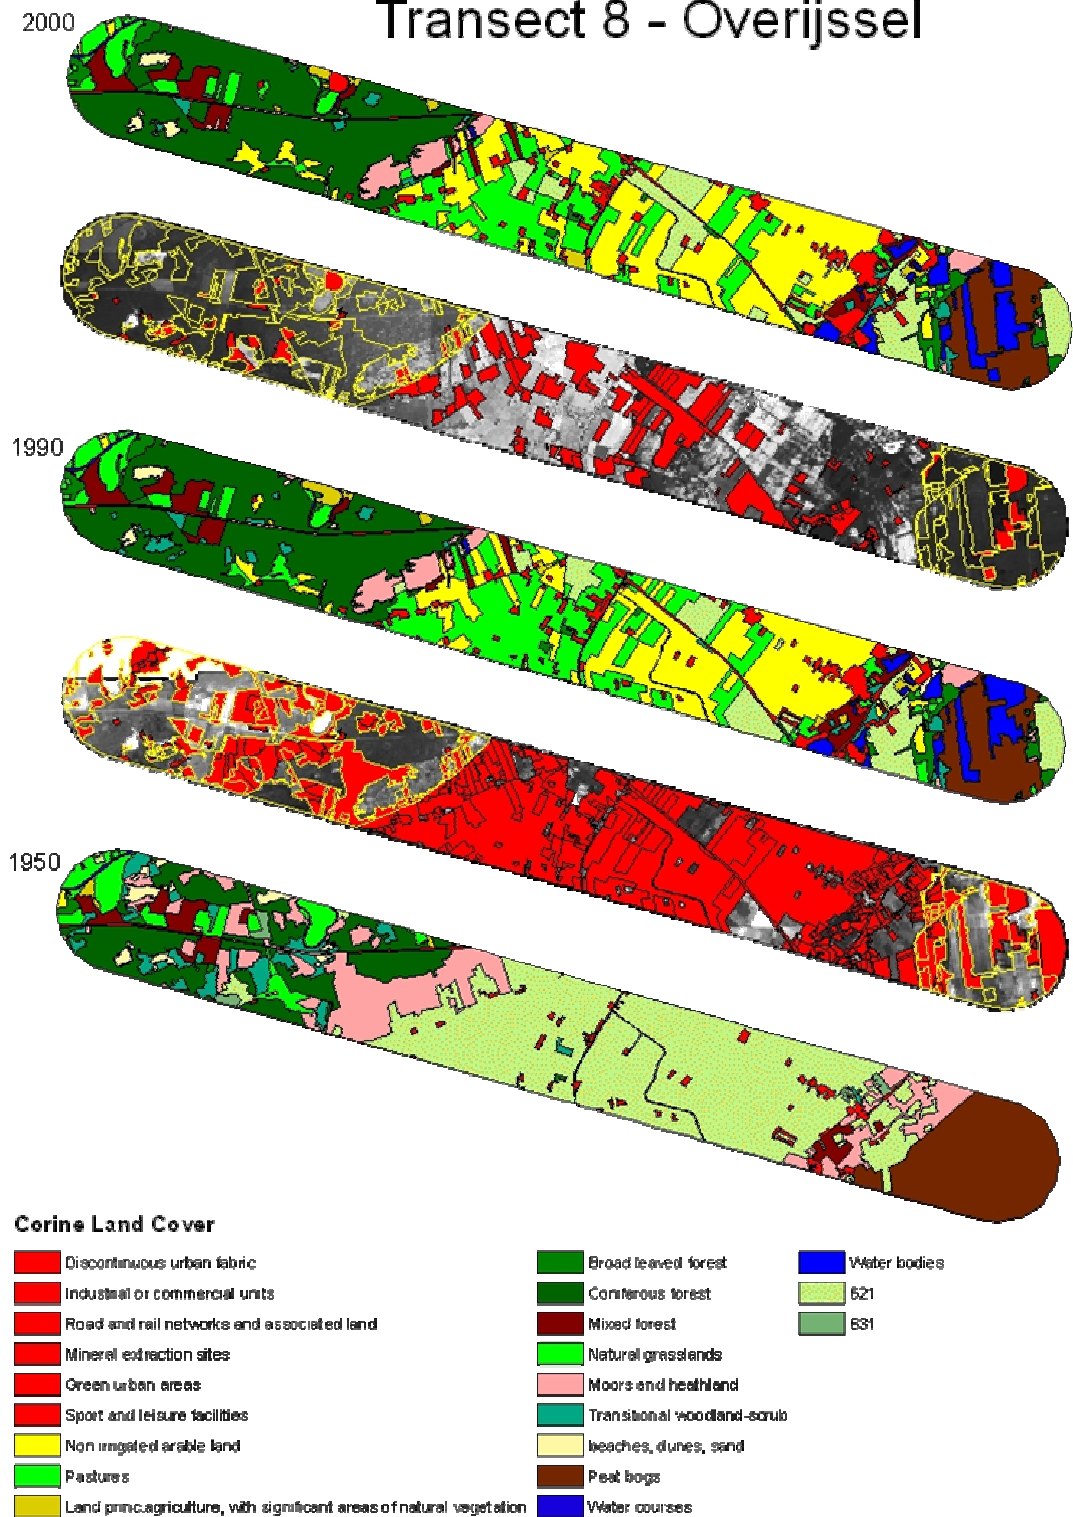 Transect 8 - Overijssel
2000
1990
1950
Corine Land Cover
Discontinuous urban fabric
Industrial or commercial units
Road and rail networks and associated land
Mineral extraction sites
Green urban areas
Sport and leisure facilities
Non irrigated arable land
Pastures
Land princ.agriculture, with significant areas of natural vegetation
Broad leaved forest
Coniferous forest
Mixed forest
Natural grasslands
Moors and heathland
Transitional woodland-scrub
beaches, dunes, sand
Peat bogs
Water courses
Water bodies
621
631